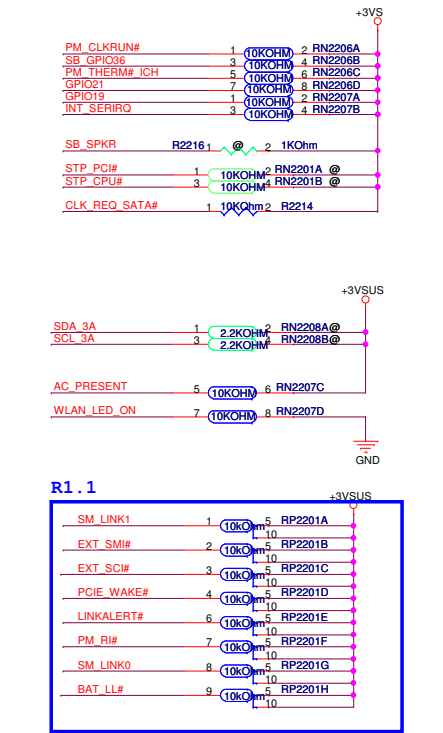 +3VS
PM_CLKRUN# 1 10KOHM 2 RN2206A
SB_GPIO36 3 10KOHM 4 RN2206B
PM_THERM#_ICH 5 10KOHM 6 RN2206C
GPIO21 7 10KOHM 8 RN2206D
GPIO19 1 10KOHM 2 RN2207A
INT_SERIRQ 3 10KOHM 4 RN2207B
SB_SPKR R2216 1 @ 2 1KOhm
STP_PCI# 1 10KOHM 2 RN2201A @
STP_CPU# 3 10KOHM 4 RN2201B @
CLK_REQ_SATA# 1 10KOhm 2 R2214
+3VSUS
SDA_3A 1 2.2KOHM 2 RN2208A@
SCL_3A 3 2.2KOHM 4 RN2208B@
AC_PRESENT 5 10KOHM 6 RN2207C
WLAN_LED_ON 7 10KOHM 8 RN2207D
GND
R1.1
+3VSUS
SM_LINK1 1 10kOhm 5 RP2201A
10
EXT_SMI# 2 10kOhm 5 RP2201B
10
EXT_SCI# 3 10kOhm 5 RP2201C
10
PCIE_WAKE# 4 10kOhm 5 RP2201D
10
LINKALERT# 6 10kOhm 5 RP2201E
10
PM_RI# 7 10kOhm 5 RP2201F
10
SM_LINK0 8 10kOhm 5 RP2201G
10
BAT_LL# 9 10kOhm 5 RP2201H
10